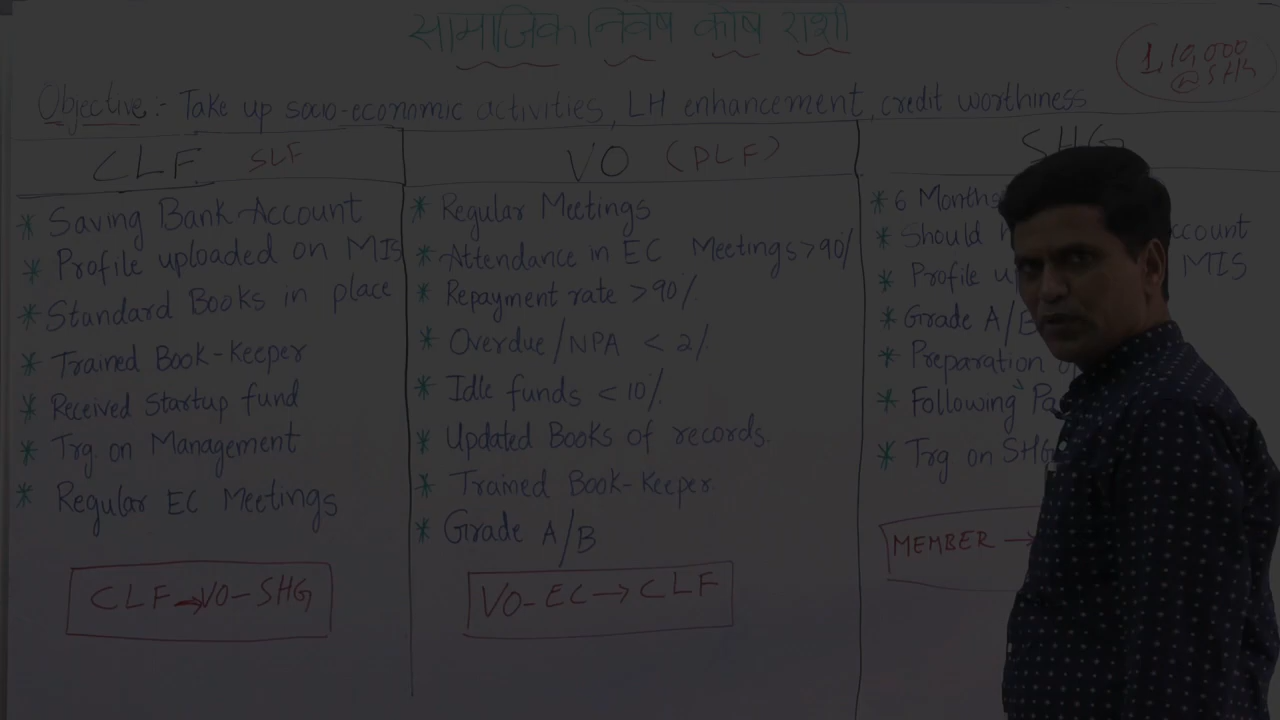 सामाजिक निवेष कोष राशी
1,10,000
@SHG
Objective:- Take up socio-economic activities, LH enhancement, credit worthiness
CLF SLF
* Saving Bank Account
* Profile uploaded on MIS
* Standard Books in place
* Trained Book-Keeper
* Received Startup fund
* Trg. on Management
* Regular EC Meetings
CLF→VO-SHG
VO (PLF)
* Regular Meetings
* Attendance in EC Meetings >90%
* Repayment rate >90%
* Overdue/NPA <2%
* Idle funds <10%
* Updated Books of records.
* Trained Book-Keeper
* Grade A/B
VO-EC→CLF
SHG
* 6 Months
* Should
* Profile MIS
* Grade A/B
* Preparation
* Following
* Trg on SHG
MEMBER →